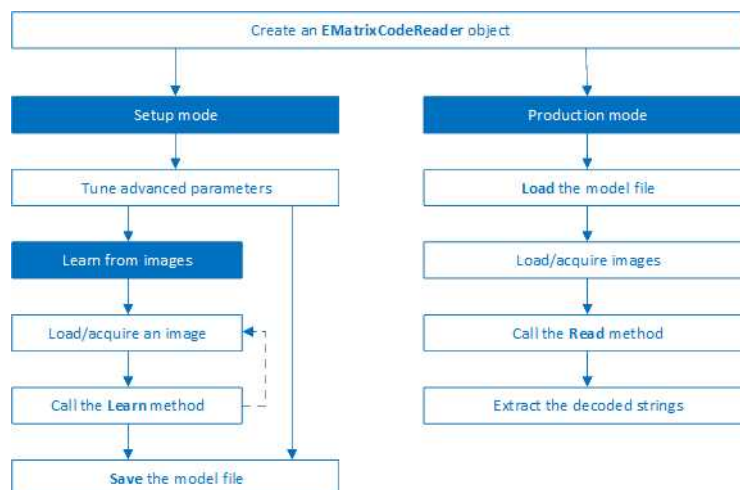 Create an EMatrixCodeReader object
Setup mode
Tune advanced parameters
Learn from images
Load/acquire an image
Call the Learn method
Save the model file
Production mode
Load the model file
Load/acquire images
Call the Read method
Extract the decoded strings